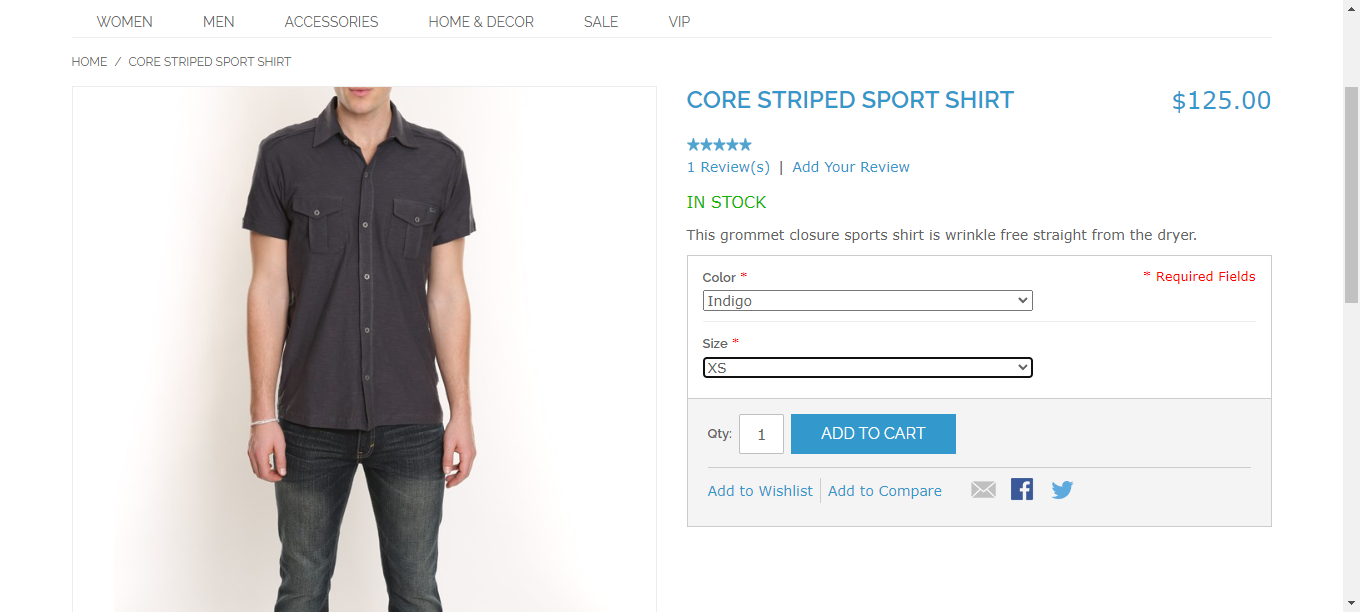 WOMEN MEN ACCESSORIES HOME & DECOR SALE VIP
HOME / CORE STRIPED SPORT SHIRT
CORE STRIPED SPORT SHIRT $125.00
1 Review(s) | Add Your Review
IN STOCK
This grommet closure sports shirt is wrinkle free straight from the dryer.
Color * * Required Fields
Indigo
Size *
XS
Qty: 1 ADD TO CART
Add to Wishlist Add to Compare